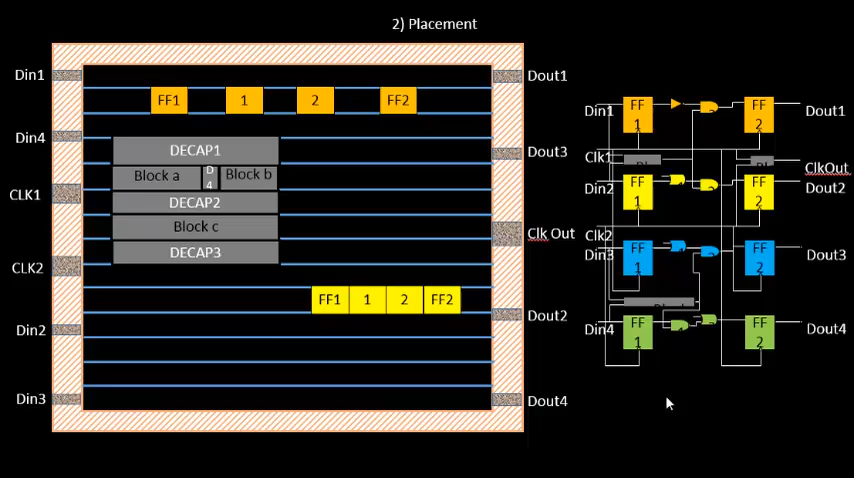 2) Placement
Din1
Din4
CLK1
CLK2
Din2
Din3
FF1
1
2
FF2
DECAP1
Block a
D
4
Block b
DECAP2
Block c
DECAP3
FF1
1
2
FF2
Dout1
Dout3
Clk Out
Dout2
Dout4
Din1
FF
1
FF
2
Dout1
Clk1
ClkOut
Din2
FF
1
FF
2
Dout2
Clk2
Din3
FF
1
FF
2
Dout3
Din4
FF
1
FF
2
Dout4